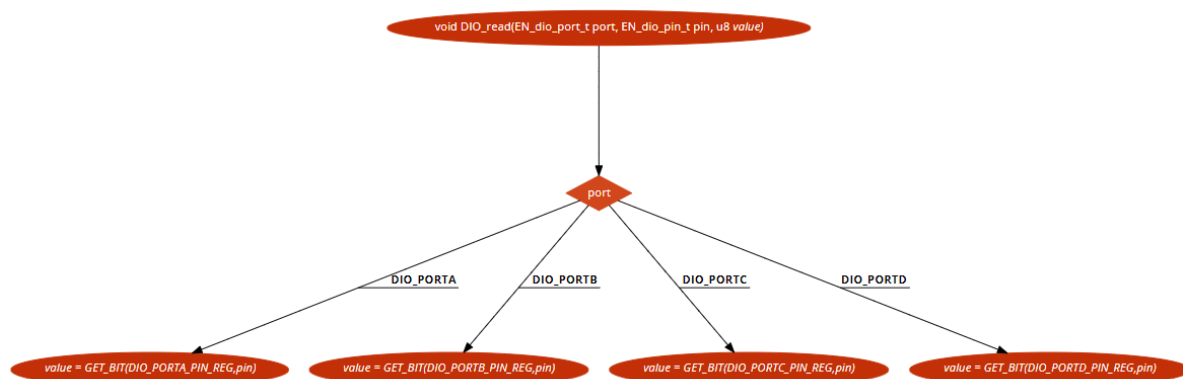 void DIO_read(EN_dio_port_t port, EN_dio_pin_t pin, u8 value)
port
DIO_PORTA
DIO_PORTB
DIO_PORTC
DIO_PORTD
value = GET_BIT(DIO_PORTA_PIN_REG,pin)
value = GET_BIT(DIO_PORTB_PIN_REG,pin)
value = GET_BIT(DIO_PORTC_PIN_REG,pin)
value = GET_BIT(DIO_PORTD_PIN_REG,pin)